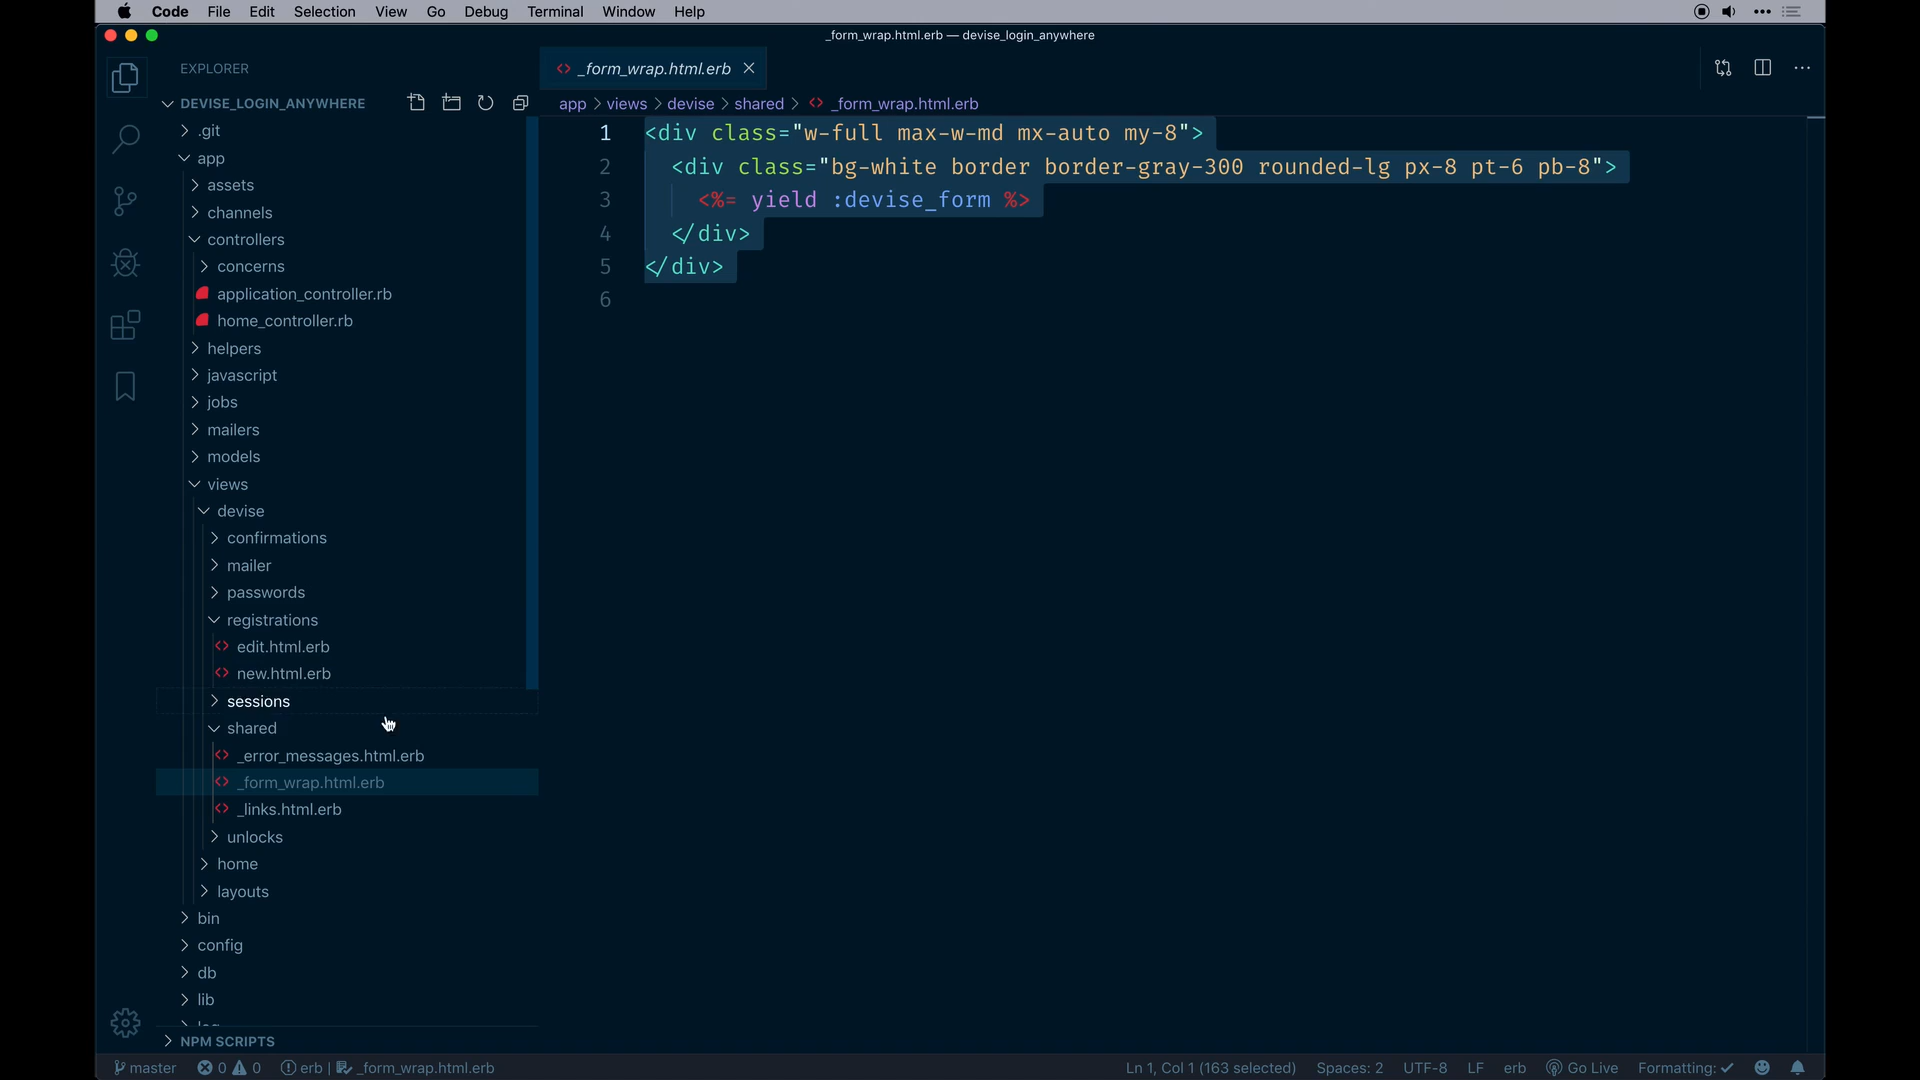 Code File Edit Selection View Go Debug Terminal Window Help
_form_wrap.html.erb — devise_login_anywhere
EXPLORER
DEVISE_LOGIN_ANYWHERE
.git
app
assets
channels
controllers
concerns
application_controller.rb
home_controller.rb
helpers
javascript
jobs
mailers
models
views
devise
confirmations
mailer
passwords
registrations
edit.html.erb
new.html.erb
sessions
shared
_error_messages.html.erb
_form_wrap.html.erb
_links.html.erb
unlocks
home
layouts
bin
config
db
lib
NPM SCRIPTS
_form_wrap.html.erb
app > views > devise > shared > _form_wrap.html.erb
1 <div class="w-full max-w-md mx-auto my-8">
2 <div class="bg-white border border-gray-300 rounded-lg px-8 pt-6 pb-8">
3 <%= yield :devise_form %>
4 </div>
5 </div>
6
master 0 0 erb | _form_wrap.html.erb Ln 1, Col 1 (163 selected) Spaces: 2 UTF-8 LF erb Go Live Formatting: ✓